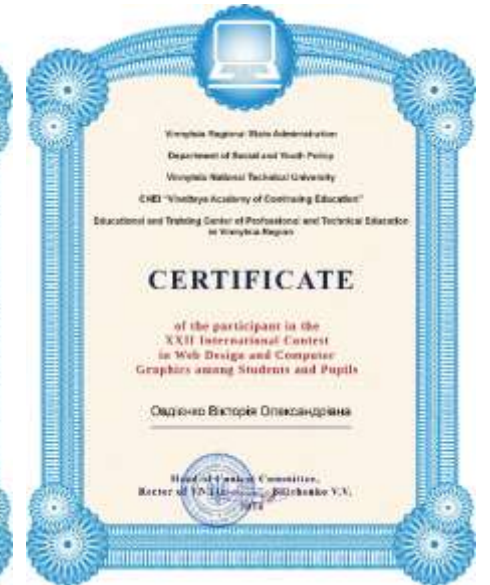 Vinnytsia Regional State Administration
Department of Social and Youth Policy
Vinnytsia National Technical University
CHEI "Vinnytsya Academy of Continuing Education"
Educational and Training Center of Professional and Technical Education
in Vinnytsia Region
CERTIFICATE
of the participant in the
XXII International Contest
in Web Design and Computer
Graphics among Students and Pupils
Овдієнко Вікторія Олександрівна
Head of Contest Committee,
Rector of Bilichenko V.V.